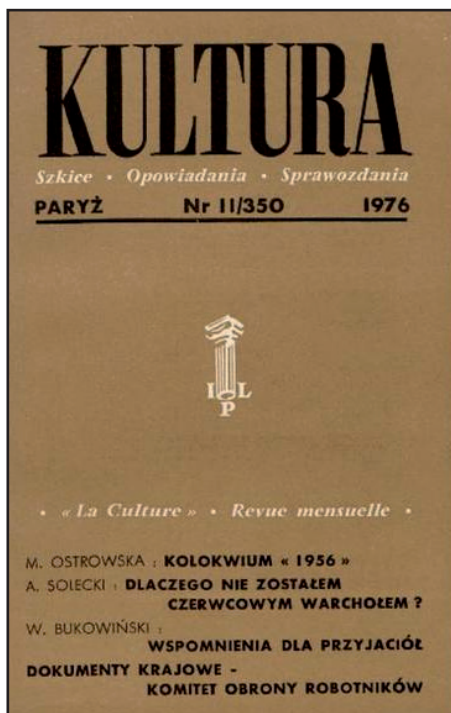 KULTURA
Szkice • Opowiadania • Sprawozdania
PARYŻ Nr 11/350 1976
I L
P
• « La Culture » • Revue mensuelle •
M. OSTROWSKA : KOLOKWIUM « 1956 »
A. SOLECKI : DLACZEGO NIE ZOSTAŁEM
CZERWCOWYM WARCHOŁEM ?
W. BUKOWIŃSKI :
WSPOMNIENIA DLA PRZYJACIÓŁ
DOKUMENTY KRAJOWE -
KOMITET OBRONY ROBOTNIKÓW